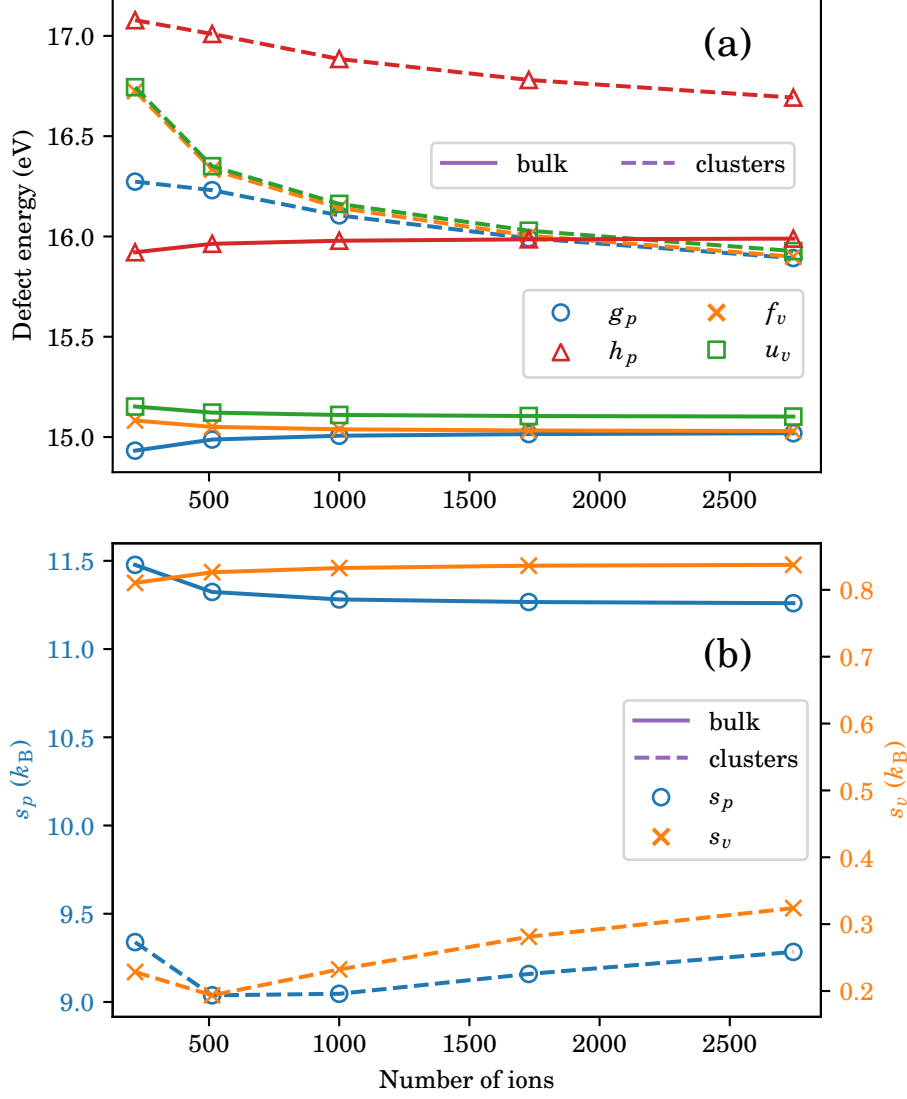 (a)
Defect energy (eV)
17.0
16.5
16.0
15.5
15.0
bulk clusters
g_p f_v
h_p u_v
500 1000 1500 2000 2500
(b)
s_p (k_B)
11.5
11.0
10.5
10.0
9.5
9.0
bulk
clusters
s_p
s_v
0.8
0.7
0.6
0.5
0.4
0.3
0.2
s_v (k_B)
500 1000 1500 2000 2500
Number of ions